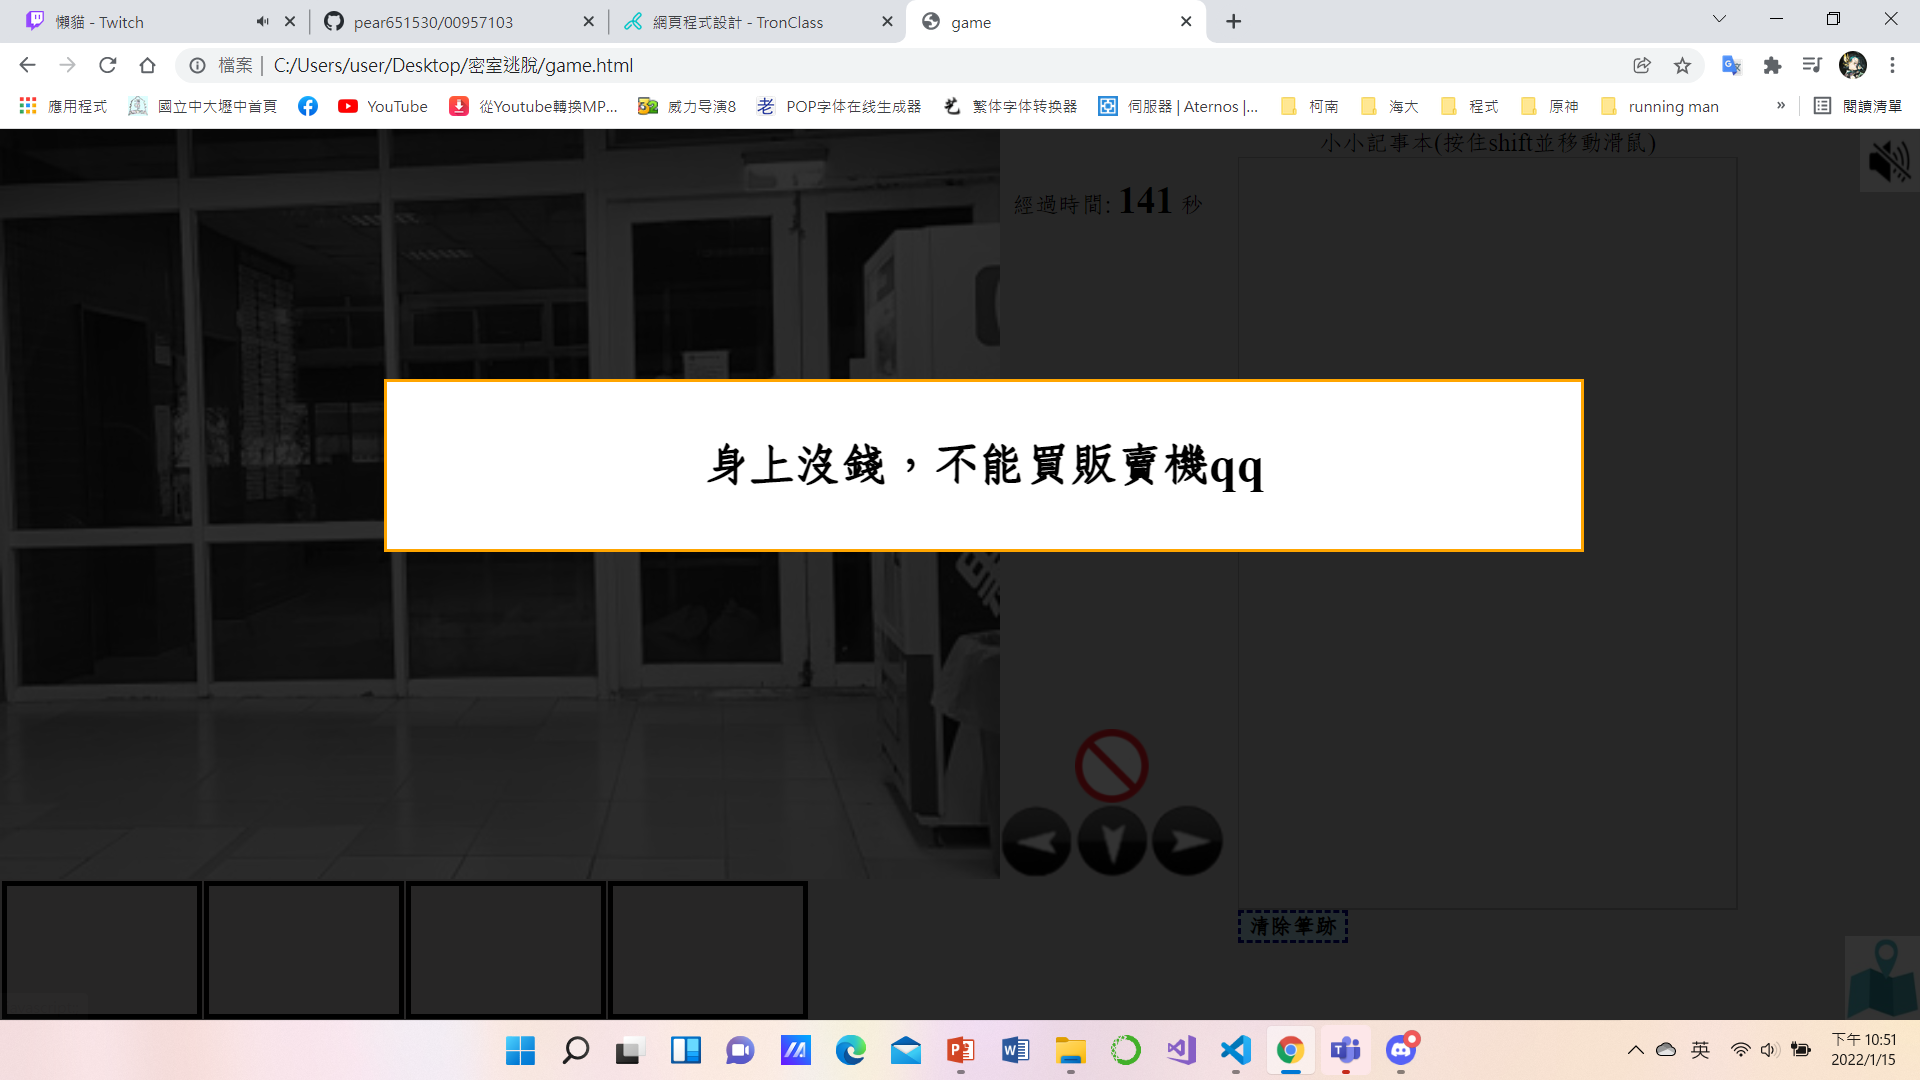 懶貓 - Twitch
pear651530/00957103
網頁程式設計 - TronClass
game
檔案
C:/Users/user/Desktop/密室逃脫/game.html
應用程式
國立中大壢中首頁
YouTube
從Youtube轉換MP...
威力导演8
POP字体在线生成器
繁体字体转换器
伺服器 | Aternos |...
柯南
海大
程式
原神
running man
»
閱讀清單
小小記事本(按住shift並移動滑鼠)
經過時間: 141 秒
身上沒錢，不能買販賣機qq
清除筆跡
英
下午 10:51
2022/1/15